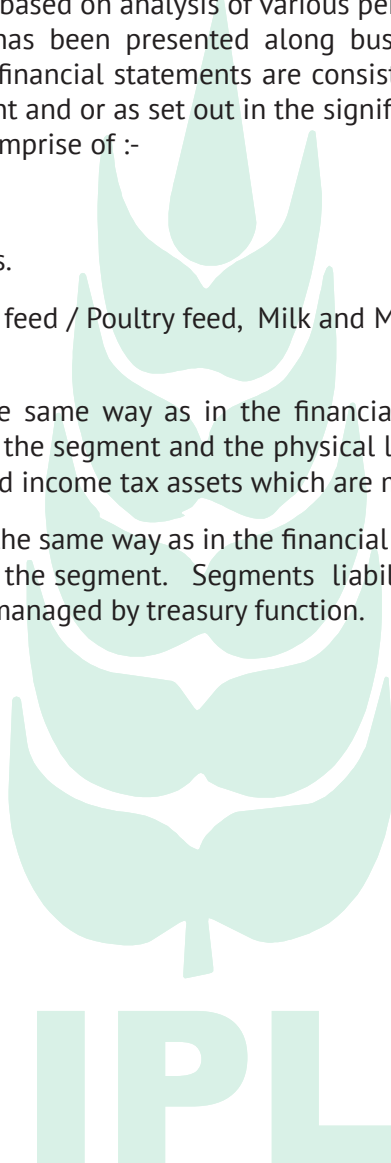 based on analysis of various per
has been presented along bus
financial statements are consist
nt and or as set out in the signif
mprise of :-
s.
feed / Poultry feed, Milk and M
e same way as in the financia
the segment and the physical l
d income tax assets which are n
he same way as in the financial
the segment. Segments liabil
managed by treasury function.
IPL